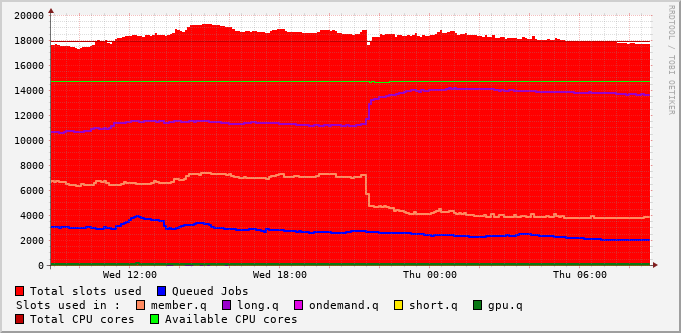 20000
18000
16000
14000
12000
10000
8000
6000
4000
2000
0
Wed 12:00 Wed 18:00 Thu 00:00 Thu 06:00
Total slots used Queued Jobs
Slots used in : member.q long.q ondemand.q short.q gpu.q
Total CPU cores Available CPU cores
RRDTOOL / TOBI OETIKER